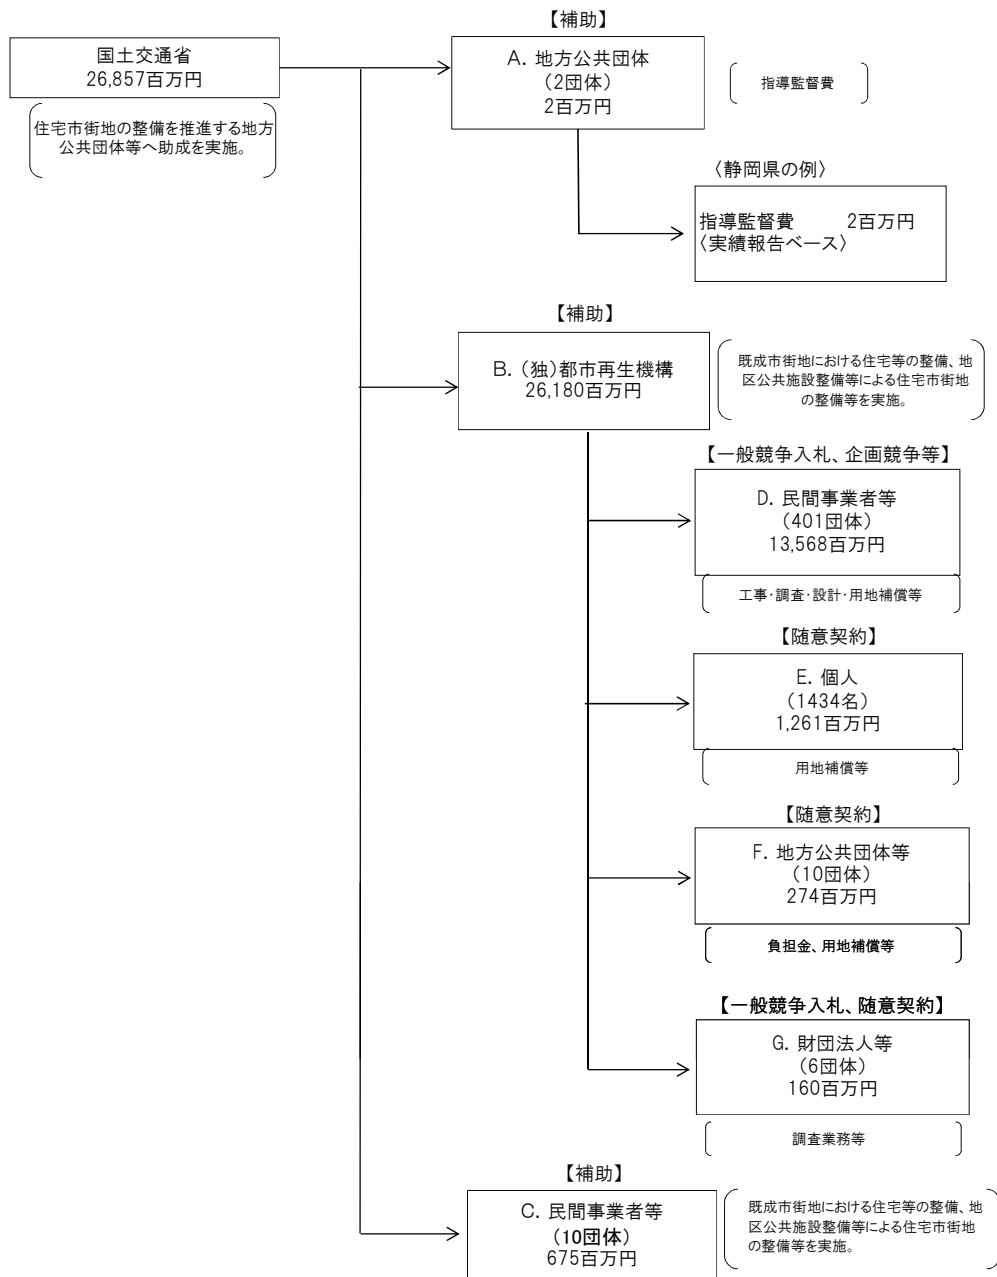 国土交通省
26,857百万円
住宅市街地の整備を推進する地方
公共団体等へ助成を実施。
【補助】
A. 地方公共団体
（2団体）
2百万円
指導監督費
〈静岡県の例〉
指導監督費　　2百万円
〈実績報告ベース〉
【補助】
B. （独）都市再生機構
26,180百万円
既成市街地における住宅等の整備、地
区公共施設整備等による住宅市街地
の整備等を実施。
【一般競争入札、企画競争等】
D. 民間事業者等
（401団体）
13,568百万円
工事・調査・設計・用地補償等
【随意契約】
E. 個人
（1434名）
1,261百万円
用地補償等
【随意契約】
F. 地方公共団体等
（10団体）
274百万円
負担金、用地補償等
【一般競争入札、随意契約】
G. 財団法人等
（6団体）
160百万円
調査業務等
【補助】
C. 民間事業者等
（10団体）
675百万円
既成市街地における住宅等の整備、地
区公共施設整備等による住宅市街地
の整備等を実施。